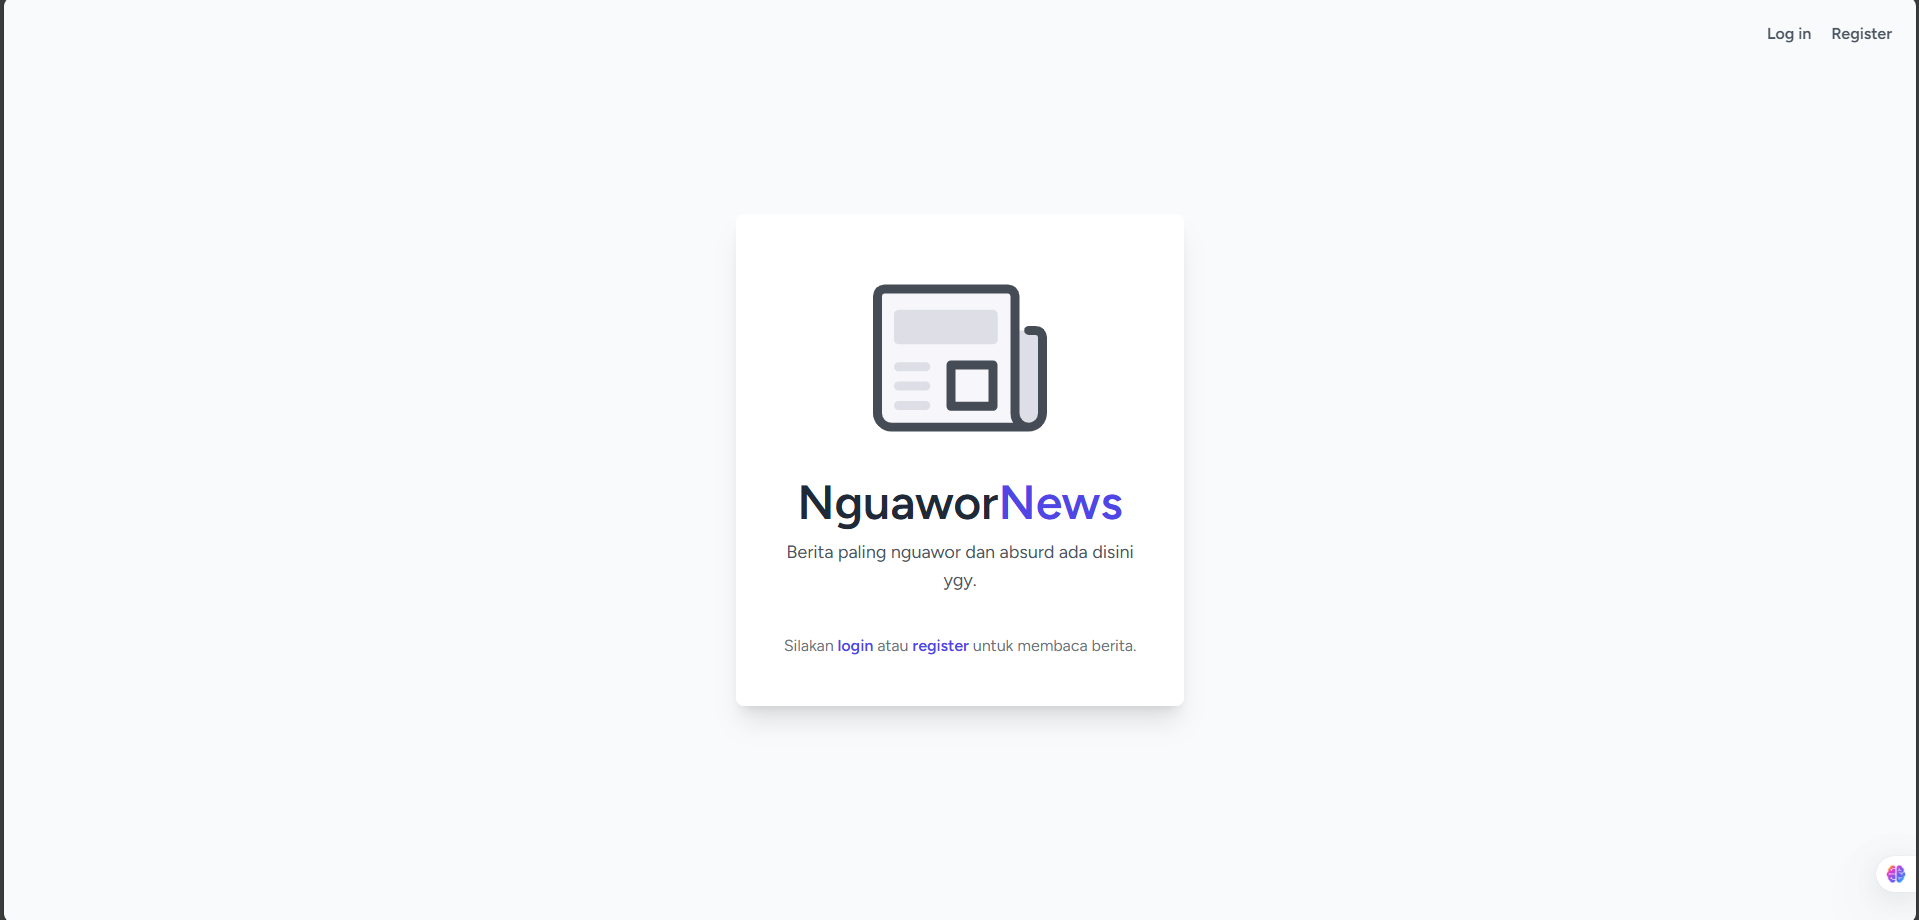 Log in Register
NguaworNews
Berita paling nguawor dan absurd ada disini
ygy.
Silakan login atau register untuk membaca berita.